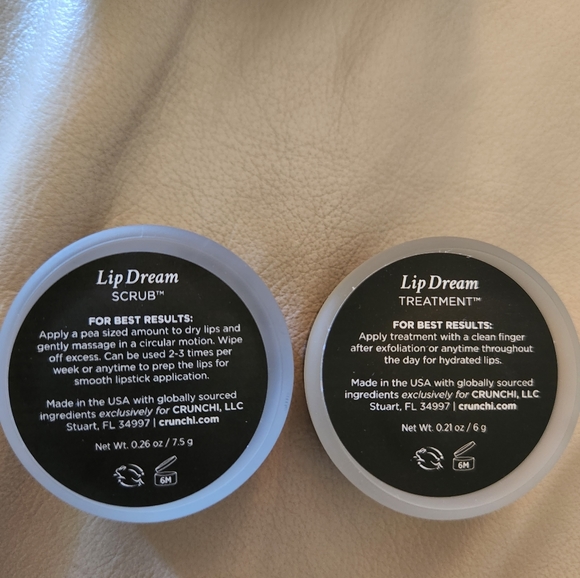 Lip Dream
SCRUB™
FOR BEST RESULTS:
Apply a pea sized amount to dry lips and
gently massage in a circular motion. Wipe
off excess. Can be used 2-3 times per
week or anytime to prep the lips for
smooth lipstick application.
Made in the USA with globally sourced
ingredients exclusively for CRUNCHI, LLC
Stuart, FL 34997 | crunchi.com
Net Wt. 0.26 oz / 7.5 g
6M
Lip Dream
TREATMENT™
FOR BEST RESULTS:
Apply treatment with a clean finger
after exfoliation or anytime throughout
the day for hydrated lips.
Made in the USA with globally sourced
ingredients exclusively for CRUNCHI, LLC
Stuart, FL 34997 | crunchi.com
Net Wt. 0.21 oz / 6 g
6M